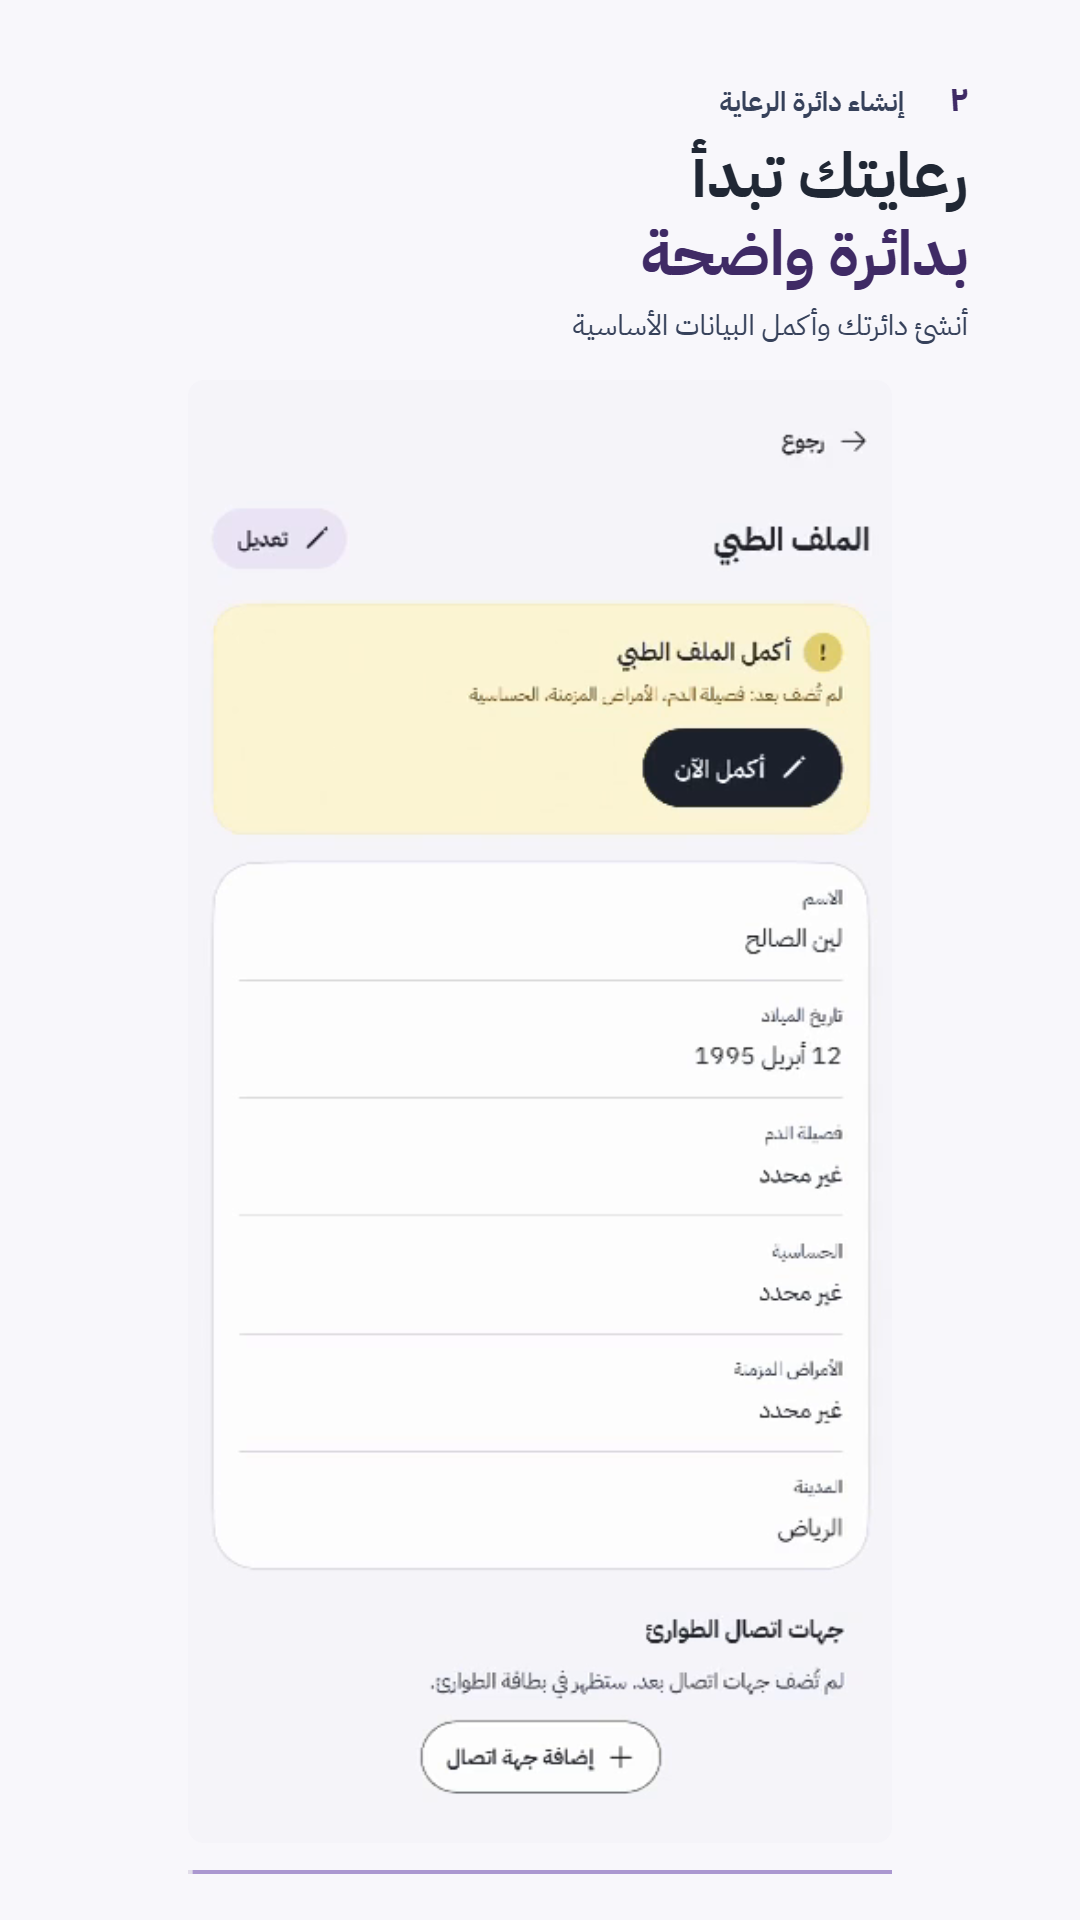 ٢ إنشاء دائرة الرعاية
رعايتك تبدأ
بدائرة واضحة
أنشئ دائرتك وأكمل البيانات الأساسية
رجوع
الملف الطبي
تعديل
! أكمل الملف الطبي
لم تُضف بعد: فصيلة الدم، الأمراض المزمنة، الحساسية
أكمل الآن
الاسم
لين الصالح
تاريخ الميلاد
12 أبريل 1995
فصيلة الدم
غير محدد
الحساسية
غير محدد
الأمراض المزمنة
غير محدد
المدينة
الرياض
جهات اتصال الطوارئ
لم تُضف جهات اتصال بعد. ستظهر في بطاقة الطوارئ.
إضافة جهة اتصال